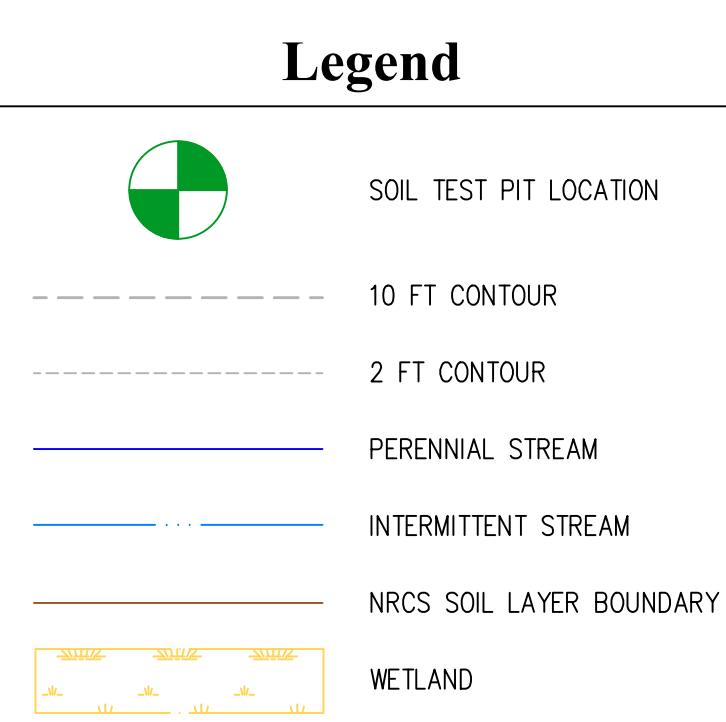 Legend
SOIL TEST PIT LOCATION
10 FT CONTOUR
2 FT CONTOUR
PERENNIAL STREAM
INTERMITTENT STREAM
NRCS SOIL LAYER BOUNDARY
WETLAND